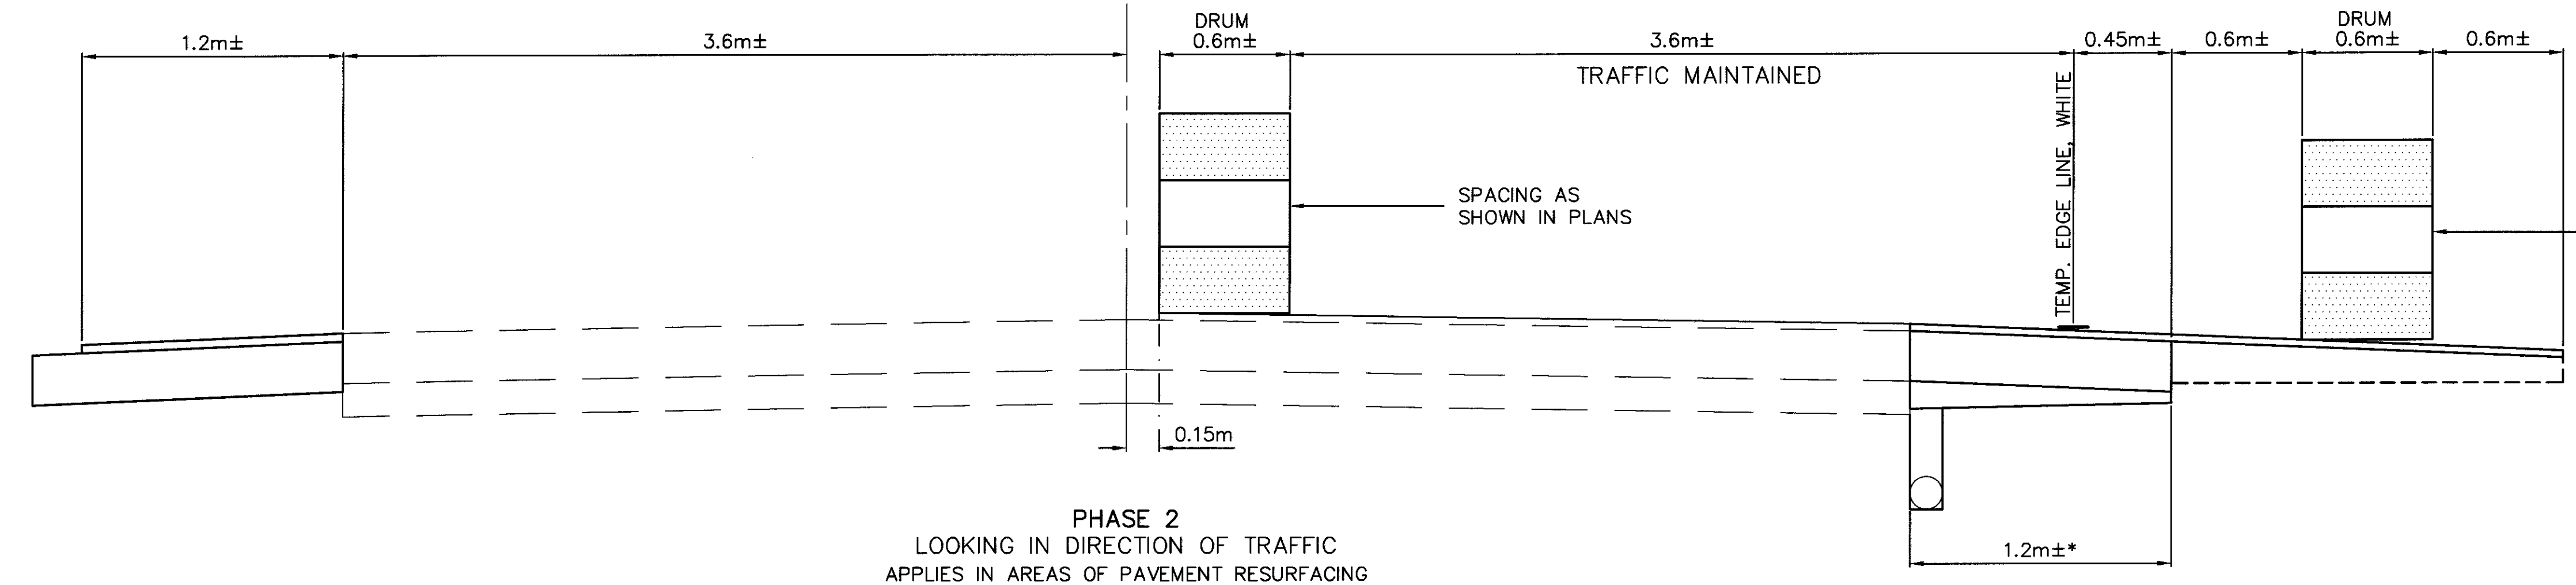 1.2m±
3.6m±
DRUM
0.6m±
3.6m±
0.45m±
0.6m±
DRUM
0.6m±
0.6m±
TRAFFIC MAINTAINED
TEMP. EDGE LINE, WHITE
SPACING AS
SHOWN IN PLANS
0.15m
1.2m±*
PHASE 2
LOOKING IN DIRECTION OF TRAFFIC
APPLIES IN AREAS OF PAVEMENT RESURFACING